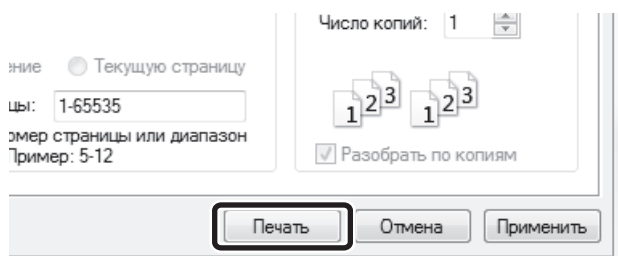 Число копий: 1
ение Текущую страницу
цы: 1-65535
омер страницы или диапазон
Пример: 5-12
1 2 3 1 2 3
Разобрать по копиям
Печать Отмена Применить